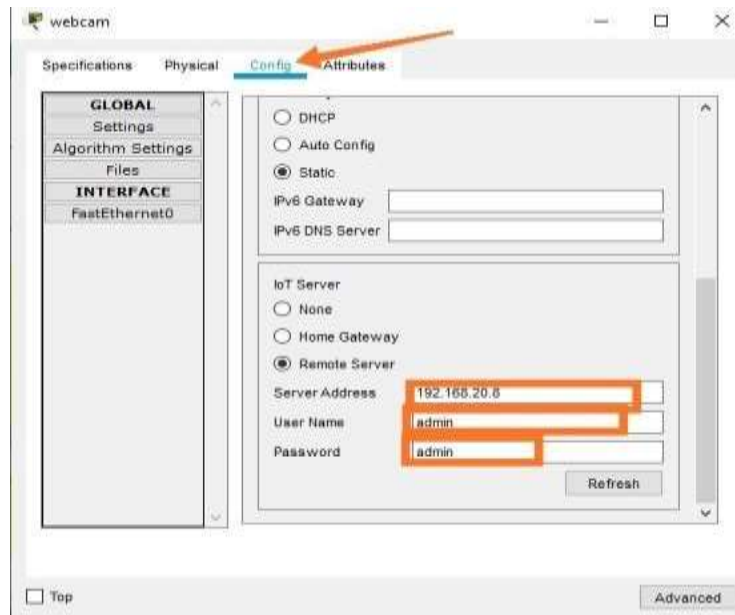 webcam
Specifications Physical Config Attributes
GLOBAL
Settings
Algorithm Settings
Files
INTERFACE
FastEthernet0
DHCP
Auto Config
Static
IPv6 Gateway
IPv6 DNS Server
IoT Server
None
Home Gateway
Remote Server
Server Address 192.168.20.8
User Name admin
Password admin
Refresh
Top
Advanced